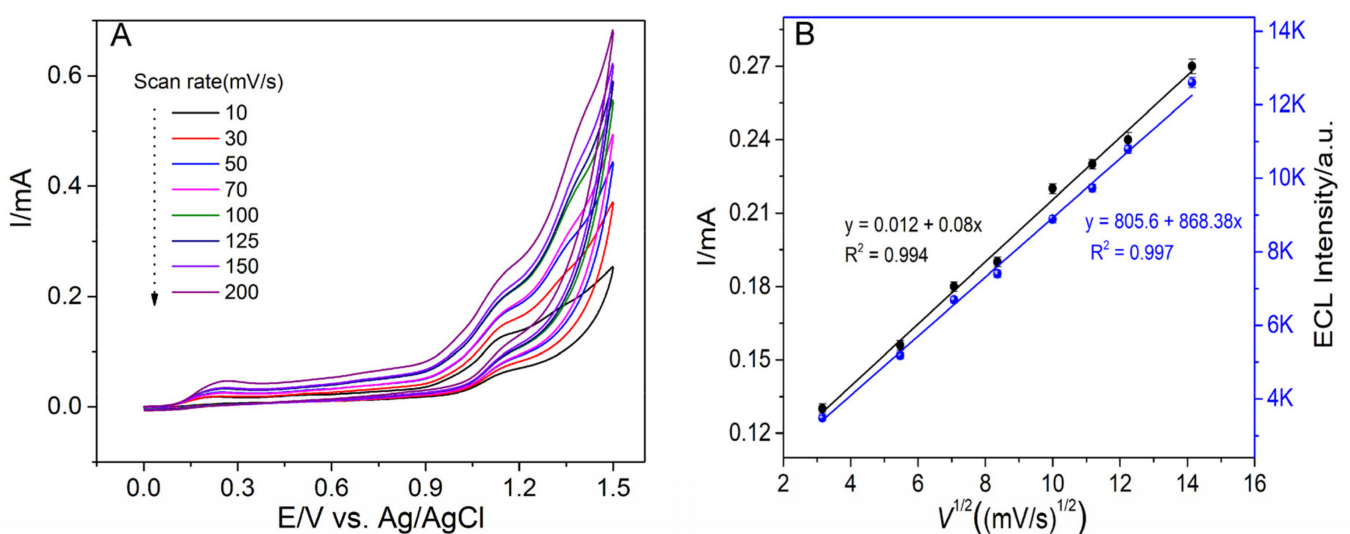 A
Scan rate(mV/s)
10
30
50
70
100
125
150
200
I/mA
0.6
0.4
0.2
0.0
0.0 0.3 0.6 0.9 1.2 1.5
E/V vs. Ag/AgCl
B
I/mA
0.27
0.24
0.21
0.18
0.15
0.12
y = 0.012 + 0.08x
R² = 0.994
y = 805.6 + 868.38x
R² = 0.997
14K
12K
10K
8K
6K
4K
ECL Intensity/a.u.
2 4 6 8 10 12 14 16
V^1/2((mV/s)^1/2)